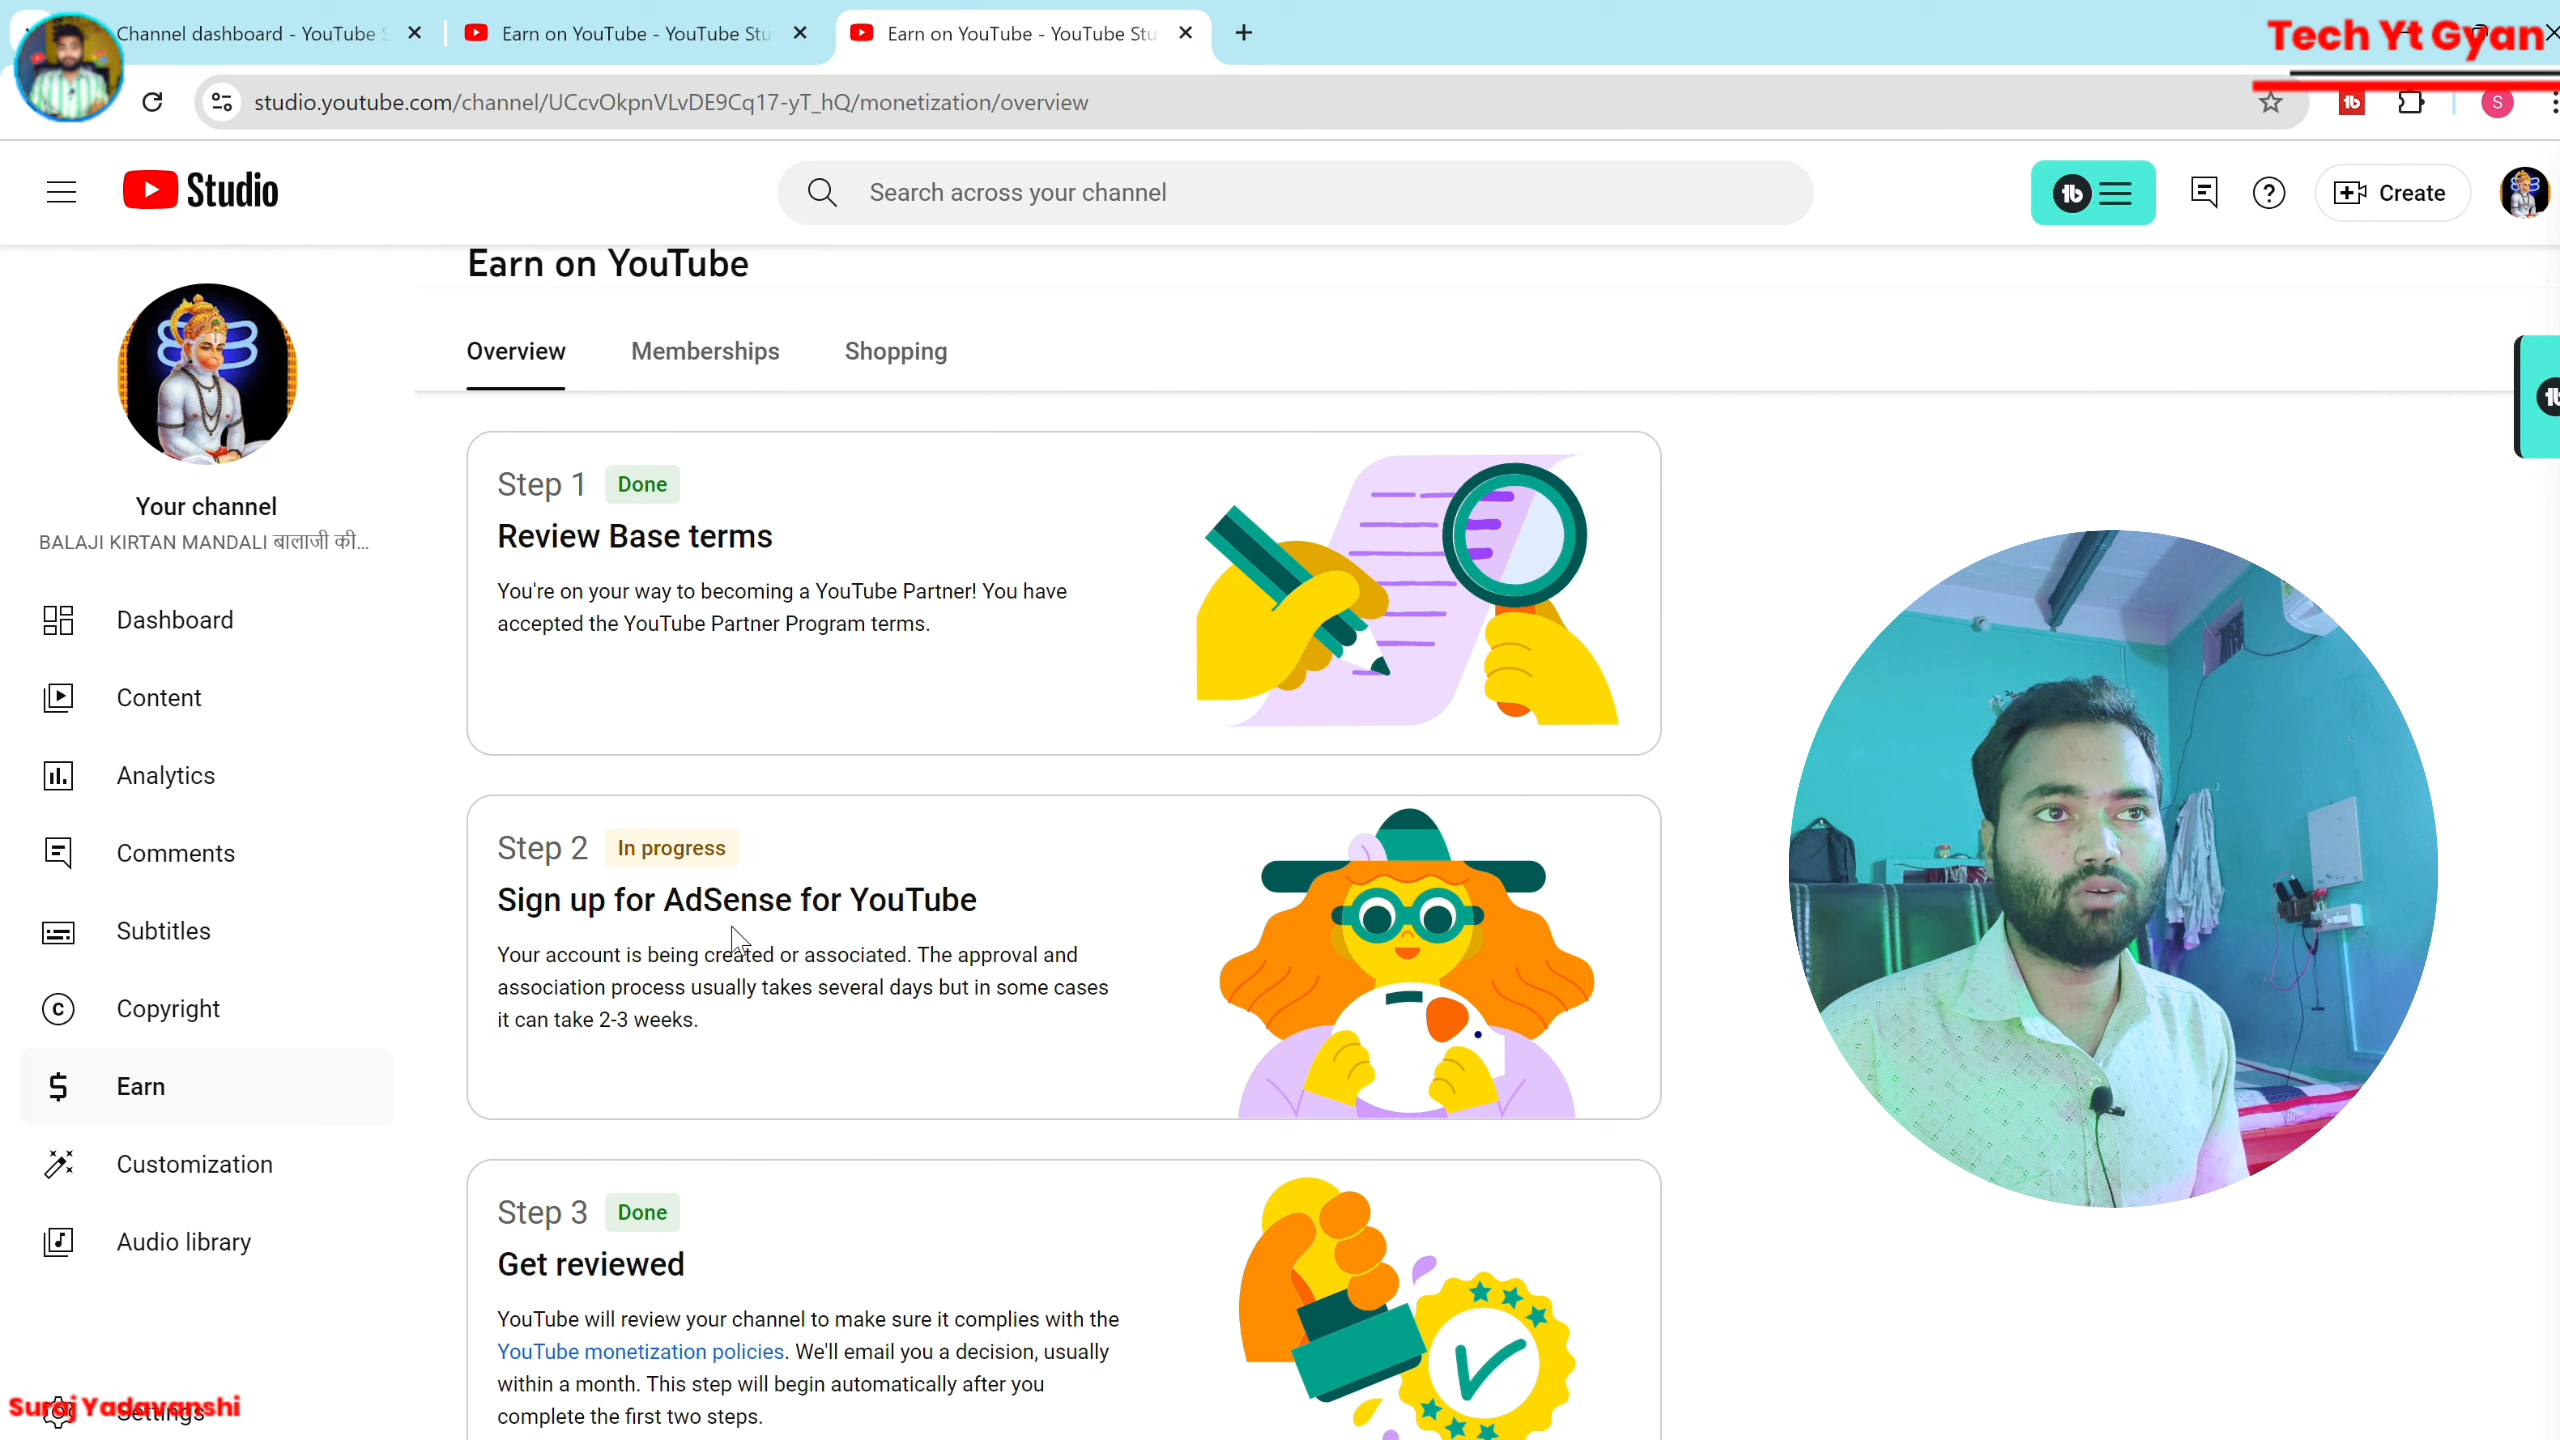 Channel dashboard - YouTube S
Earn on YouTube - YouTube Stu
Earn on YouTube - YouTube Stu
Tech Yt Gyan
studio.youtube.com/channel/UCcvOkpnVLvDE9Cq17-yT_hQ/monetization/overview
S
Studio
Search across your channel
Create
Earn on YouTube
Overview
Memberships
Shopping
Your channel
BALAJI KIRTAN MANDALI बालाजी की...
Dashboard
Content
Analytics
Comments
Subtitles
Copyright
Earn
Customization
Audio library
Settings
Suraj Yadavanshi
Step 1 Done
Review Base terms
You're on your way to becoming a YouTube Partner! You have
accepted the YouTube Partner Program terms.
Step 2 In progress
Sign up for AdSense for YouTube
Your account is being created or associated. The approval and
association process usually takes several days but in some cases
it can take 2-3 weeks.
Step 3 Done
Get reviewed
YouTube will review your channel to make sure it complies with the
YouTube monetization policies. We'll email you a decision, usually
within a month. This step will begin automatically after you
complete the first two steps.